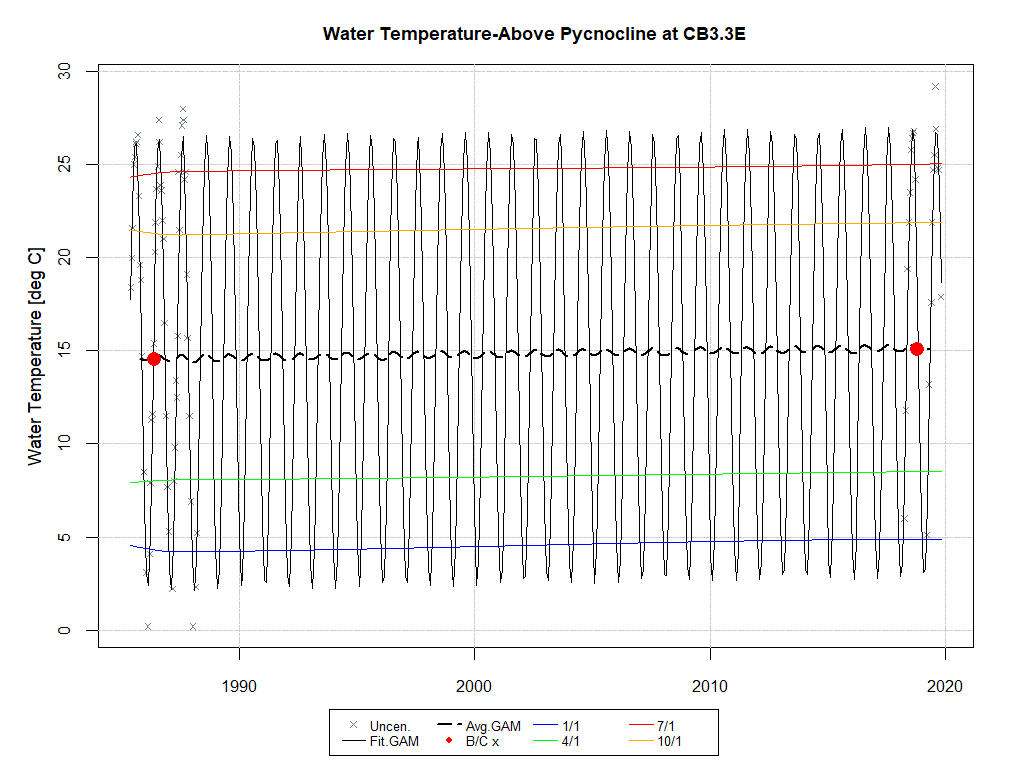 Water Temperature-Above Pycnocline at CB3.3E
Water Temperature [deg C]
30
25
20
15
10
5
0
1990 2000 2010 2020
Uncen. Avg.GAM 1/1 7/1
Fit.GAM B/C x 4/1 10/1